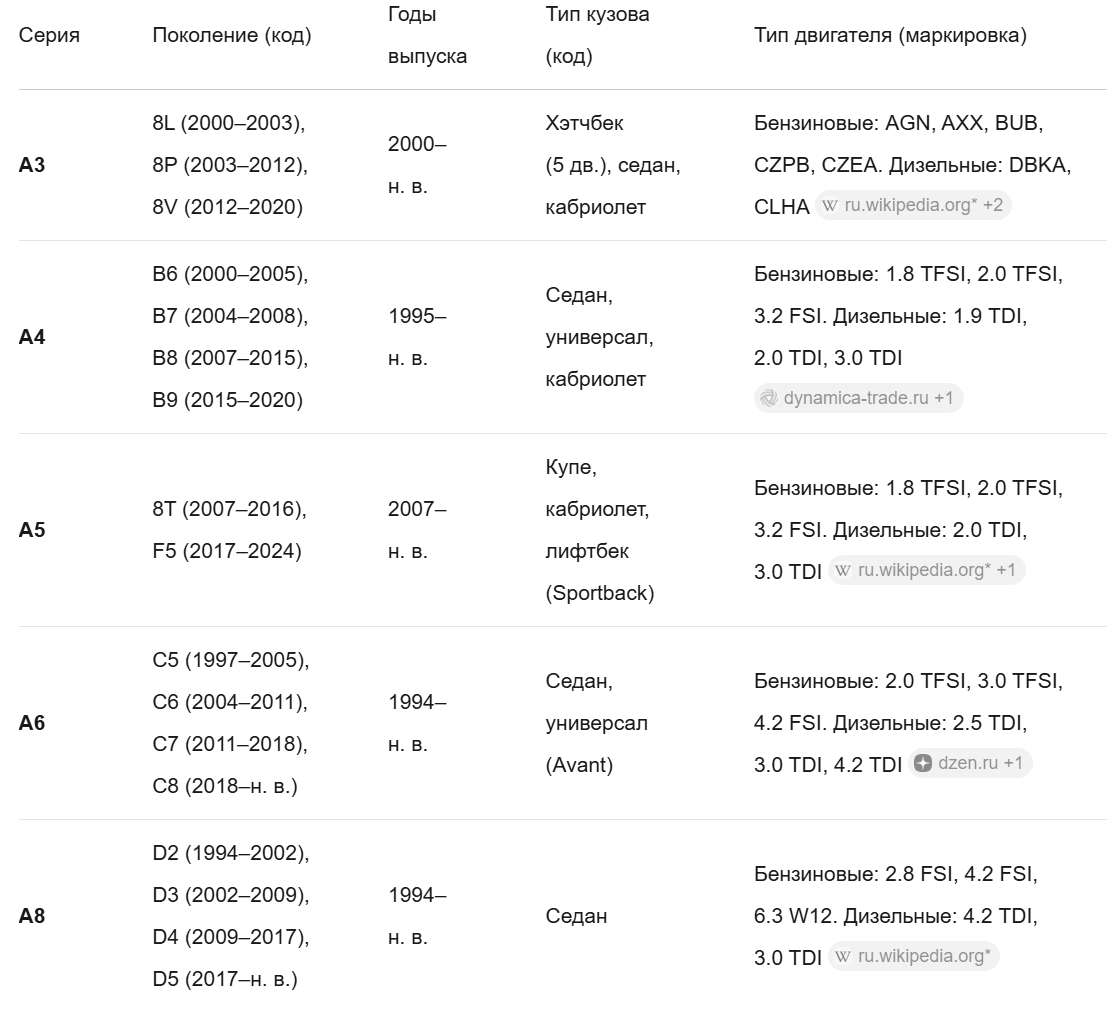 Серия
Поколение (код)
Годы
выпуска
Тип кузова
(код)
Тип двигателя (маркировка)
A3
8L (2000–2003),
8P (2003–2012),
8V (2012–2020)
2000–
н. в.
Хэтчбек
(5 дв.), седан,
кабриолет
Бензиновые: AGN, AXX, BUB,
CZPB, CZEA. Дизельные: DBKA,
CLHA W ru.wikipedia.org* +2
A4
B6 (2000–2005),
B7 (2004–2008),
B8 (2007–2015),
B9 (2015–2020)
1995–
н. в.
Седан,
универсал,
кабриолет
Бензиновые: 1.8 TFSI, 2.0 TFSI,
3.2 FSI. Дизельные: 1.9 TDI,
2.0 TDI, 3.0 TDI
dynamica-trade.ru +1
A5
8T (2007–2016),
F5 (2017–2024)
2007–
н. в.
Купе,
кабриолет,
лифтбек
(Sportback)
Бензиновые: 1.8 TFSI, 2.0 TFSI,
3.2 FSI. Дизельные: 2.0 TDI,
3.0 TDI W ru.wikipedia.org* +1
A6
C5 (1997–2005),
C6 (2004–2011),
C7 (2011–2018),
C8 (2018–н. в.)
1994–
н. в.
Седан,
универсал
(Avant)
Бензиновые: 2.0 TFSI, 3.0 TFSI,
4.2 FSI. Дизельные: 2.5 TDI,
3.0 TDI, 4.2 TDI dzen.ru +1
A8
D2 (1994–2002),
D3 (2002–2009),
D4 (2009–2017),
D5 (2017–н. в.)
1994–
н. в.
Седан
Бензиновые: 2.8 FSI, 4.2 FSI,
6.3 W12. Дизельные: 4.2 TDI,
3.0 TDI W ru.wikipedia.org*